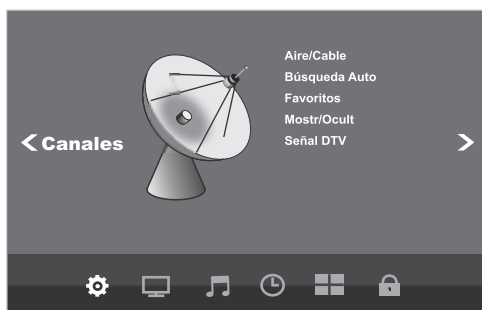 Canales
Aire/Cable
Búsqueda Auto
Favoritos
Mostr/Ocult
Señal DTV